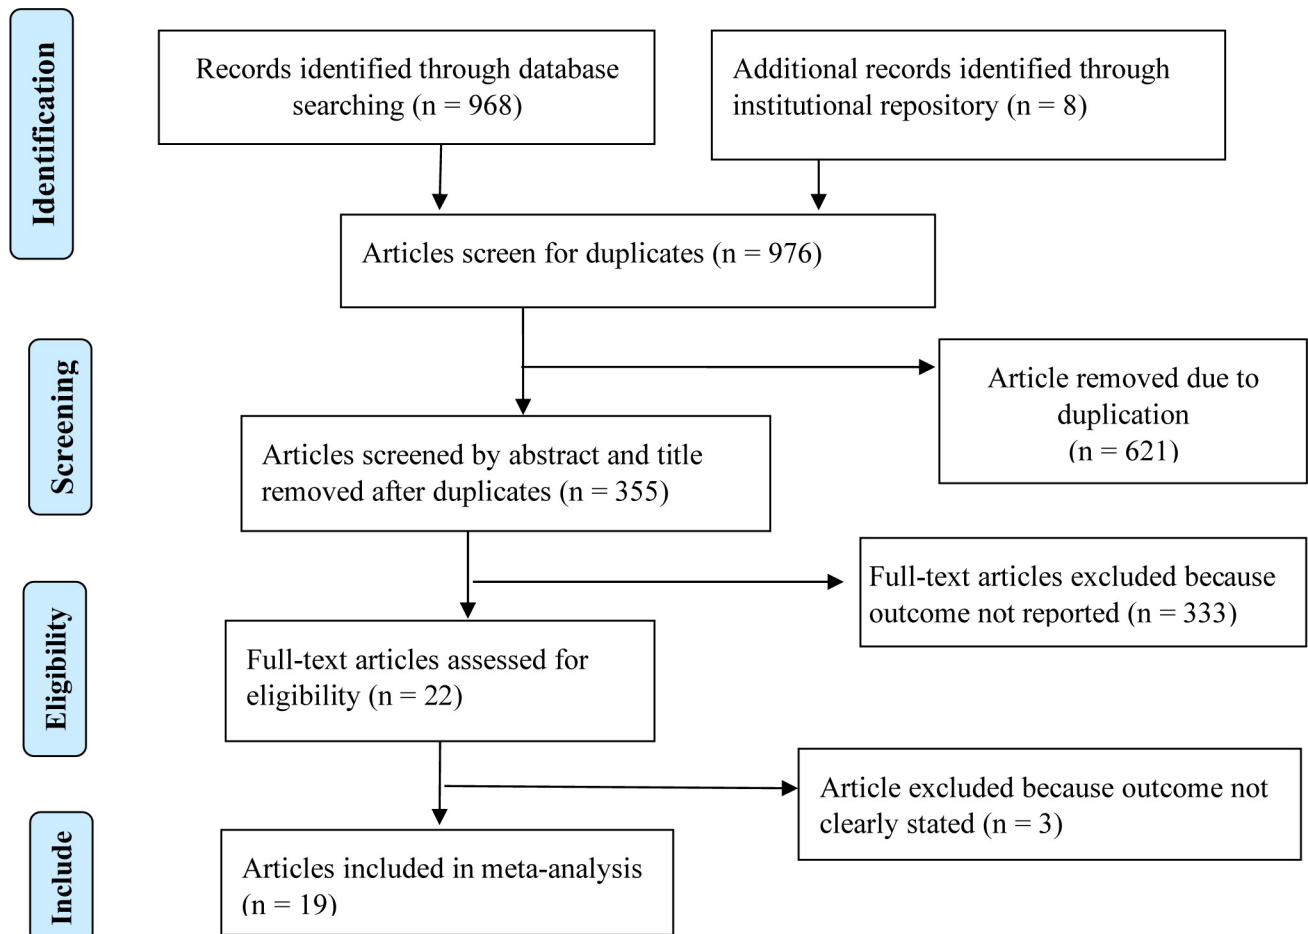 Identification
Records identified through database
searching (n = 968)
Additional records identified through
institutional repository (n = 8)
Articles screen for duplicates (n = 976)
Screening
Article removed due to
duplication
(n = 621)
Articles screened by abstract and title
removed after duplicates (n = 355)
Eligibility
Full-text articles excluded because
outcome not reported (n = 333)
Full-text articles assessed for
eligibility (n = 22)
Article excluded because outcome not
clearly stated (n = 3)
Include
Articles included in meta-analysis
(n = 19)